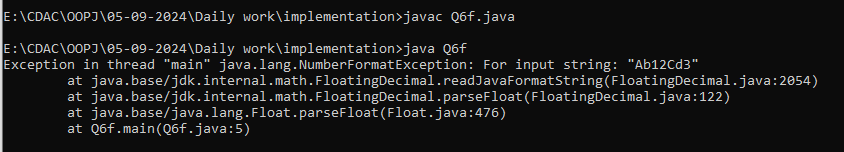 E:\CDAC\OOPJ\05-09-2024\Daily work\implementation>javac Q6f.java
E:\CDAC\OOPJ\05-09-2024\Daily work\implementation>java Q6f
Exception in thread "main" java.lang.NumberFormatException: For input string: "Ab12Cd3"
        at java.base/jdk.internal.math.FloatingDecimal.readJavaFormatString(FloatingDecimal.java:2054)
        at java.base/jdk.internal.math.FloatingDecimal.parseFloat(FloatingDecimal.java:122)
        at java.base/java.lang.Float.parseFloat(Float.java:476)
        at Q6f.main(Q6f.java:5)